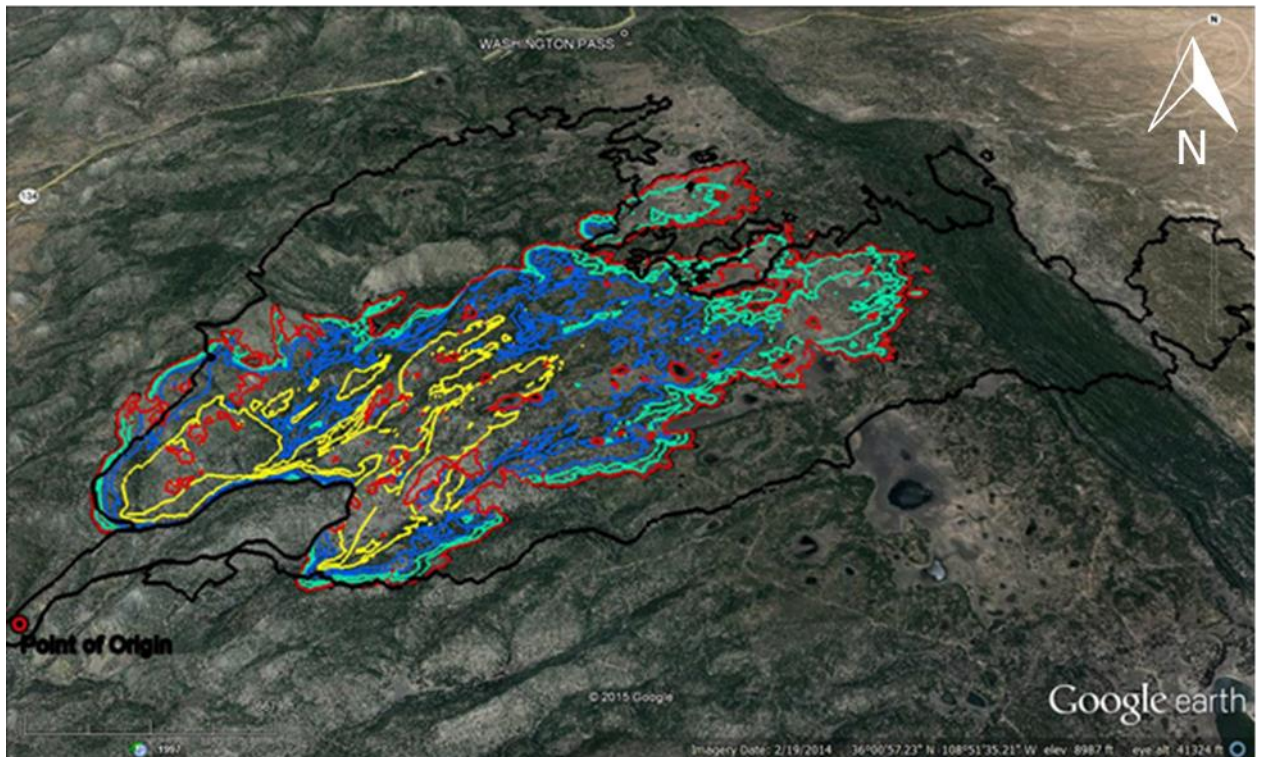 WASHINGTON PASS
N
N
134
Point of Origin
© 2015 Google
Google earth
1997
Imagery Date: 2/19/2014 36°00'57.23" N 108°51'35.21" W elev 8987 ft eye alt 41324 ft